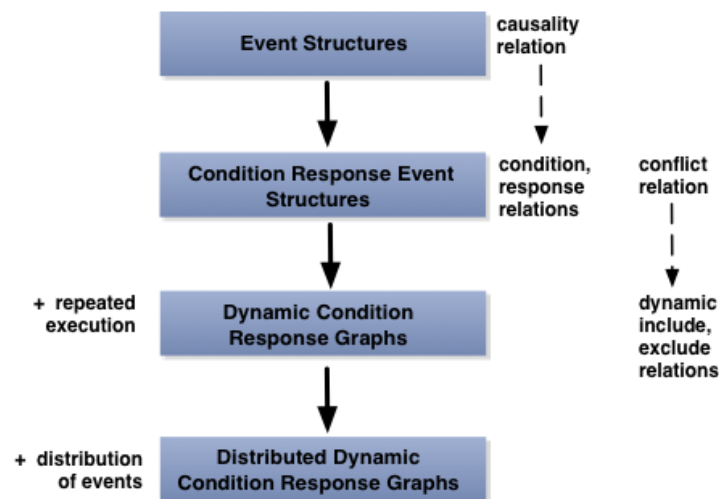 Event Structures
causality
relation
Condition Response Event
Structures
condition,
response
relations
conflict
relation
+ repeated
execution
Dynamic Condition
Response Graphs
dynamic
include,
exclude
relations
+ distribution
of events
Distributed Dynamic
Condition Response Graphs